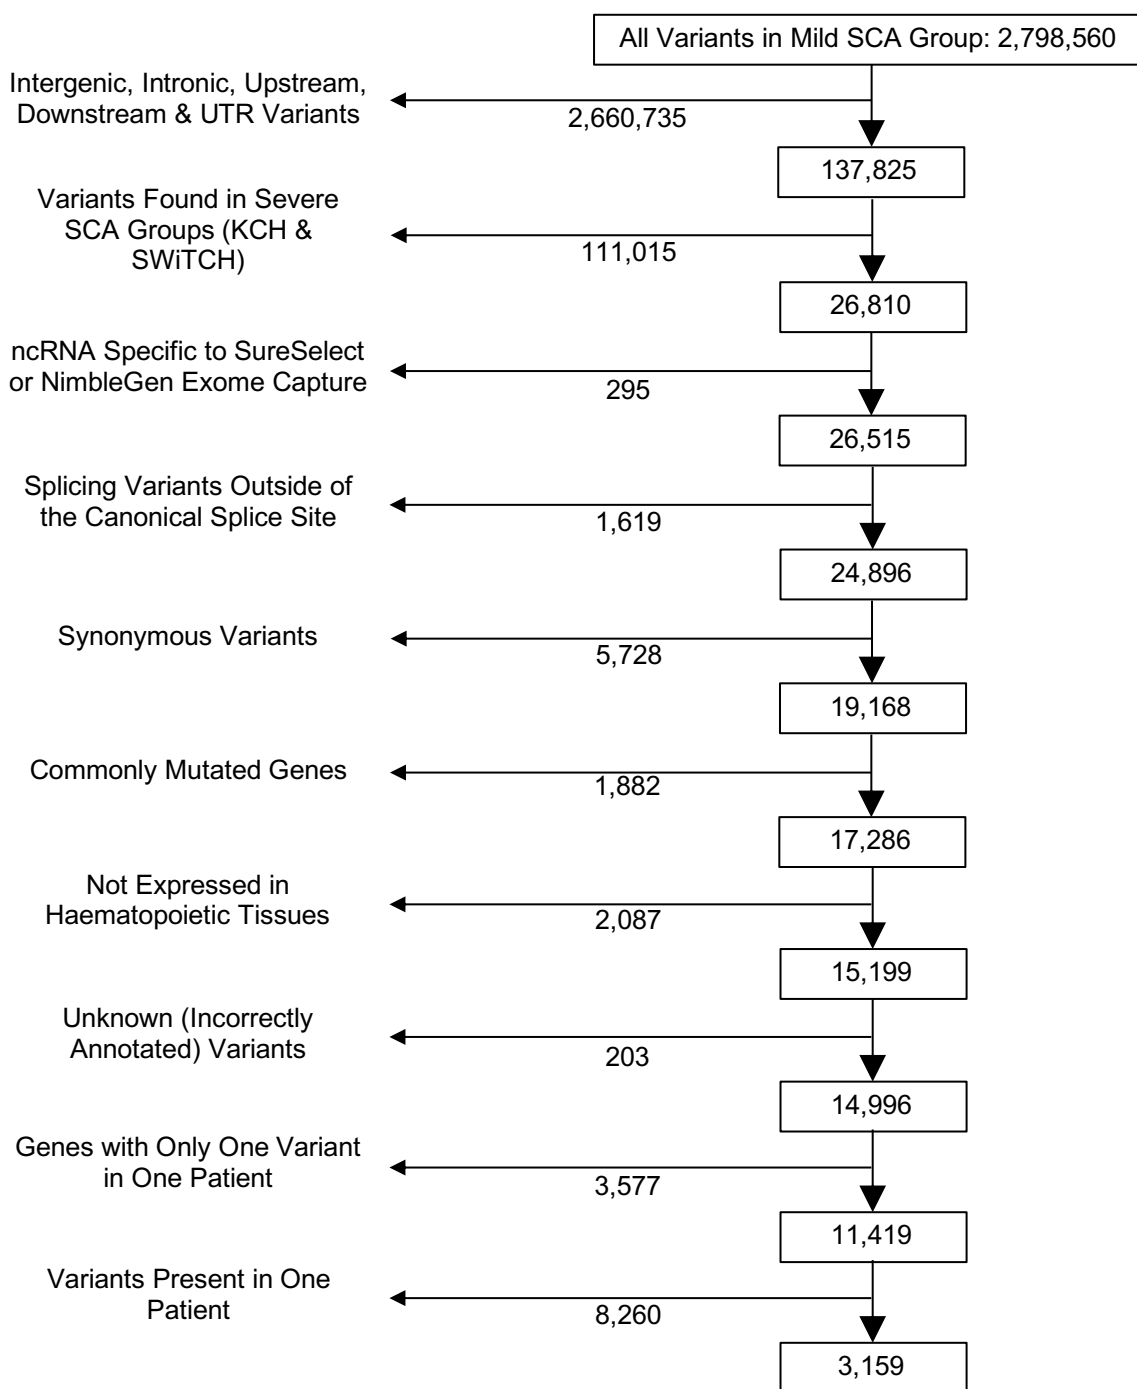 All Variants in Mild SCA Group: 2,798,560
Intergenic, Intronic, Upstream,
Downstream & UTR Variants
2,660,735
137,825
Variants Found in Severe
SCA Groups (KCH &
SWiTCH)
111,015
26,810
ncRNA Specific to SureSelect
or NimbleGen Exome Capture
295
26,515
Splicing Variants Outside of
the Canonical Splice Site
1,619
24,896
Synonymous Variants
5,728
19,168
Commonly Mutated Genes
1,882
17,286
Not Expressed in
Haematopoietic Tissues
2,087
15,199
Unknown (Incorrectly
Annotated) Variants
203
14,996
Genes with Only One Variant
in One Patient
3,577
11,419
Variants Present in One
Patient
8,260
3,159